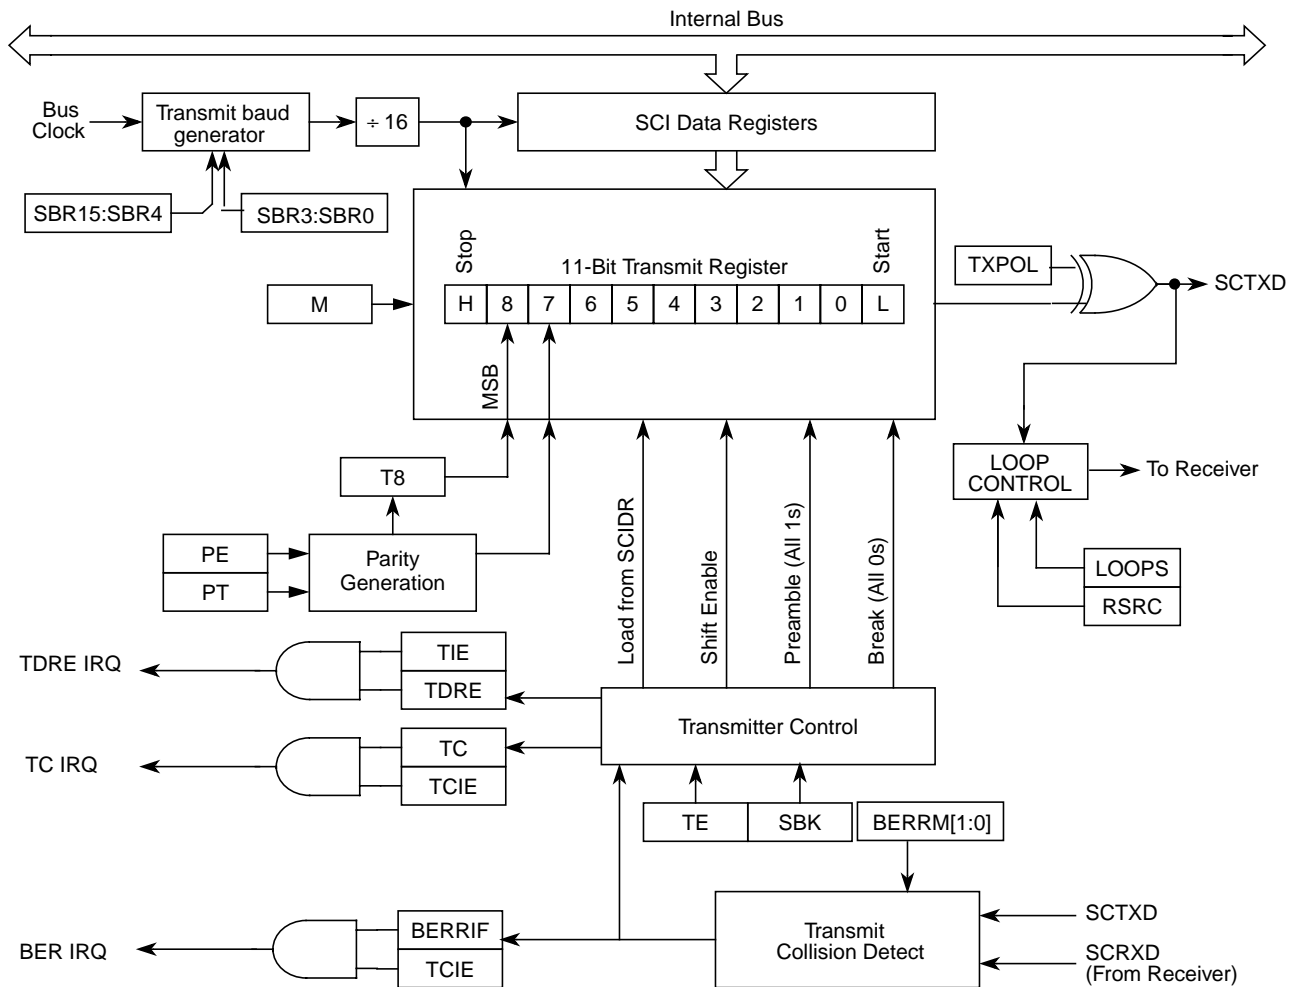 Internal Bus
Bus
Clock
Transmit baud
generator
÷ 16
SCI Data Registers
SBR15:SBR4
SBR3:SBR0
Stop
11-Bit Transmit Register
Start
M
H 8 7 6 5 4 3 2 1 0 L
TXPOL
SCTXD
MSB
T8
LOOP
CONTROL
To Receiver
PE
PT
Parity
Generation
Load from SCIDR
Shift Enable
Preamble (All 1s)
Break (All 0s)
LOOPS
RSRC
TDRE IRQ
TIE
TDRE
Transmitter Control
TC IRQ
TC
TCIE
TE
SBK
BERRM[1:0]
BER IRQ
BERRIF
TCIE
Transmit
Collision Detect
SCTXD
SCRXD
(From Receiver)